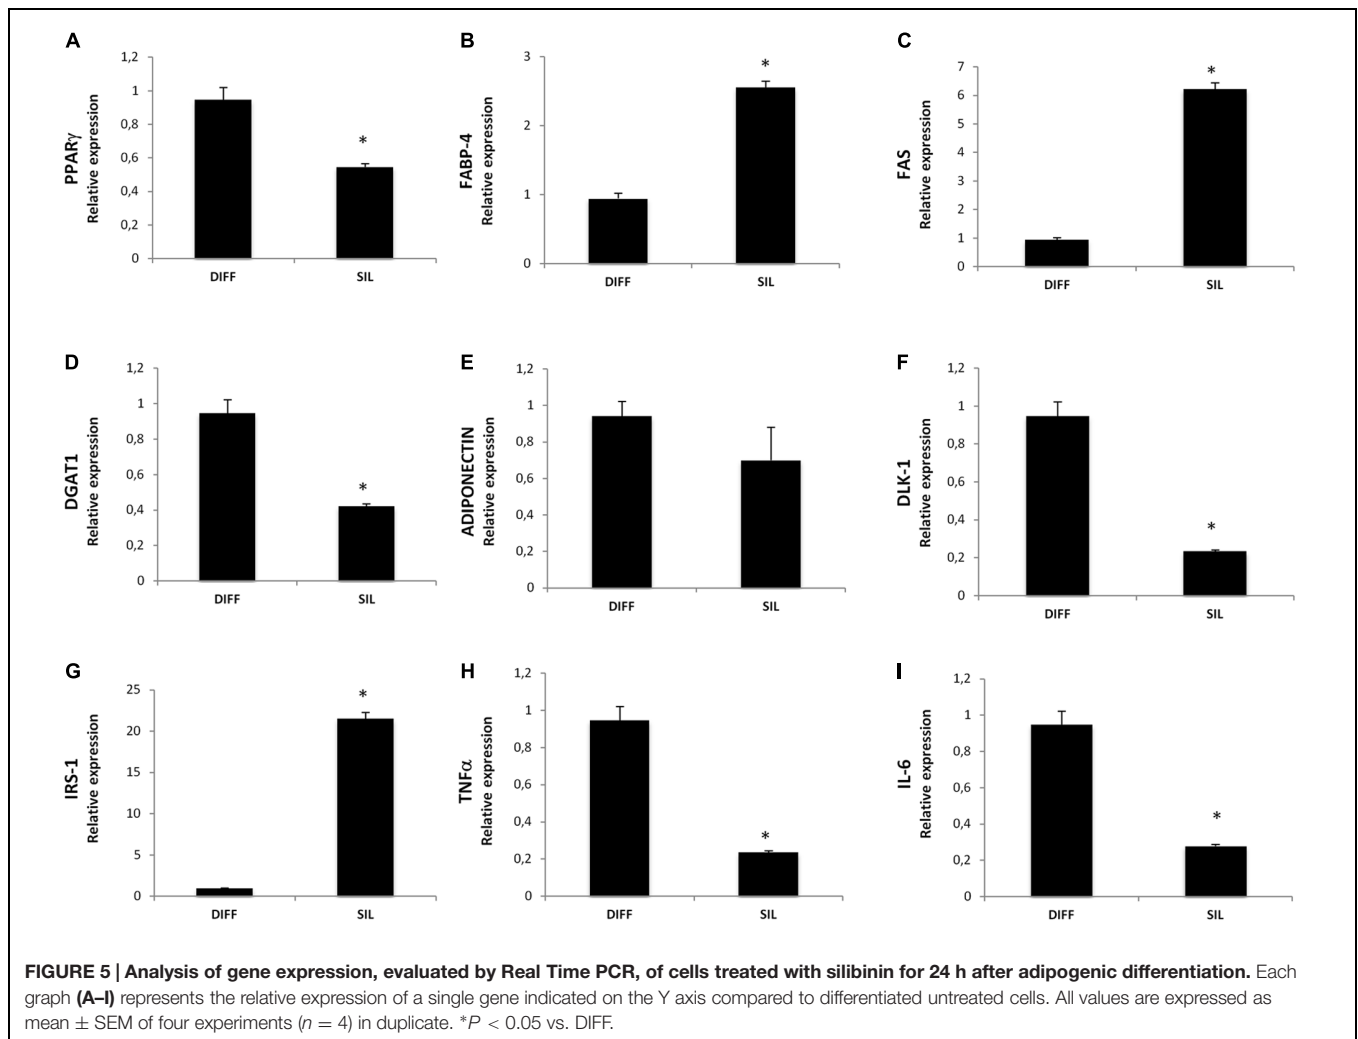 A
PPARγ
Relative expression
1,2
1
0,8
0,6
0,4
0,2
0
*
DIFF
SIL
B
FABP-4
Relative expression
3
2
1
0
*
DIFF
SIL
C
FAS
Relative expression
7
6
5
4
3
2
1
0
*
DIFF
SIL
D
DGAT1
Relative expression
1,2
1
0,8
0,6
0,4
0,2
0
*
DIFF
SIL
E
ADIPONECTIN
Relative expression
1,2
1
0,8
0,6
0,4
0,2
0
DIFF
SIL
F
DLK-1
Relative expression
1,2
1
0,8
0,6
0,4
0,2
0
*
DIFF
SIL
G
IRS-1
Relative expression
25
20
15
10
5
0
*
DIFF
SIL
H
TNFα
Relative expression
1,2
1
0,8
0,6
0,4
0,2
0
*
DIFF
SIL
I
IL-6
Relative expression
1,2
1
0,8
0,6
0,4
0,2
0
*
DIFF
SIL
FIGURE 5 | Analysis of gene expression, evaluated by Real Time PCR, of cells treated with silibinin for 24 h after adipogenic differentiation. Each
graph (A–I) represents the relative expression of a single gene indicated on the Y axis compared to differentiated untreated cells. All values are expressed as
mean ± SEM of four experiments (n = 4) in duplicate. *P < 0.05 vs. DIFF.